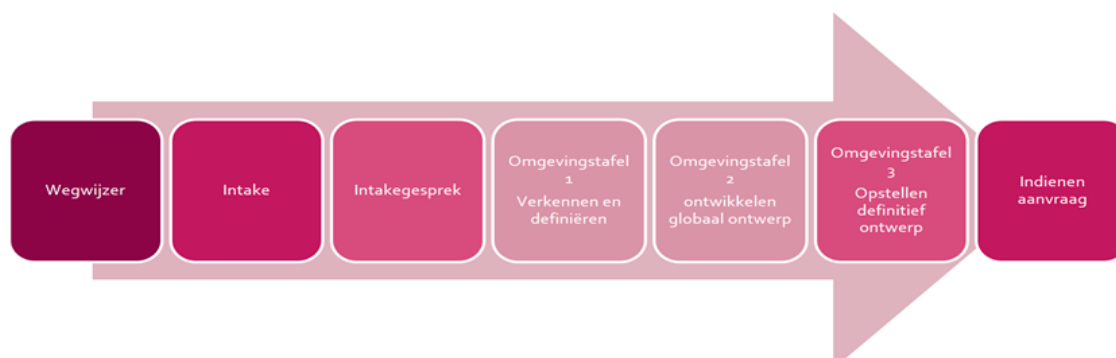 Wegwijzer
Intake
Intakegesprek
Omgevingstafel
1
Verkennen en
definiëren
Omgevingstafel
2
ontwikkelen
globaal ontwerp
Omgevingstafel
3
Opstellen
definitief
ontwerp
Indienen
aanvraag